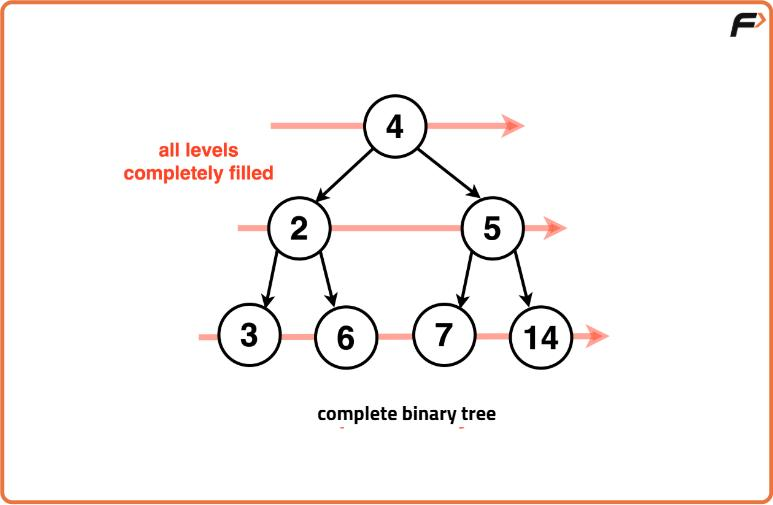 F>
4
all levels
completely filled
2 5
3 6 7 14
complete binary tree